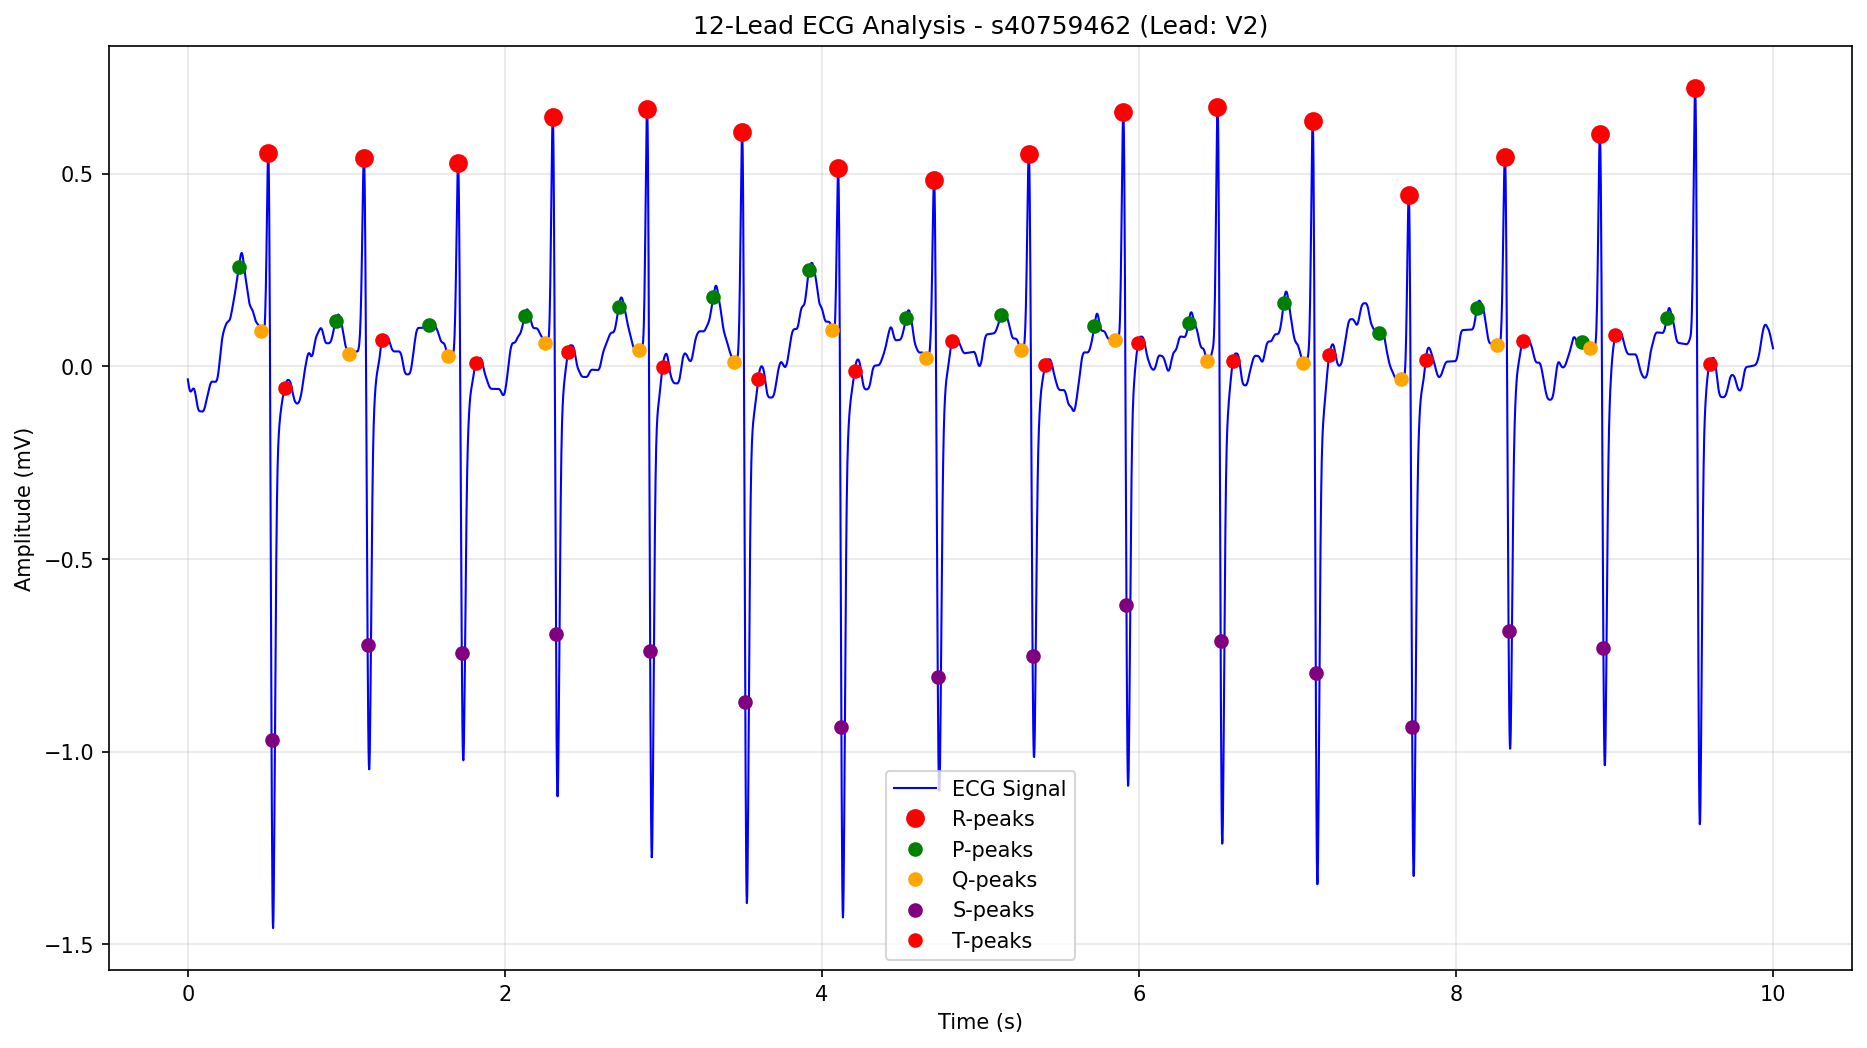 12-Lead ECG Analysis - s40759462 (Lead: V2)
Amplitude (mV)
0.5
0.0
−0.5
−1.0
−1.5
ECG Signal
R-peaks
P-peaks
Q-peaks
S-peaks
T-peaks
0 2 4 6 8 10
Time (s)